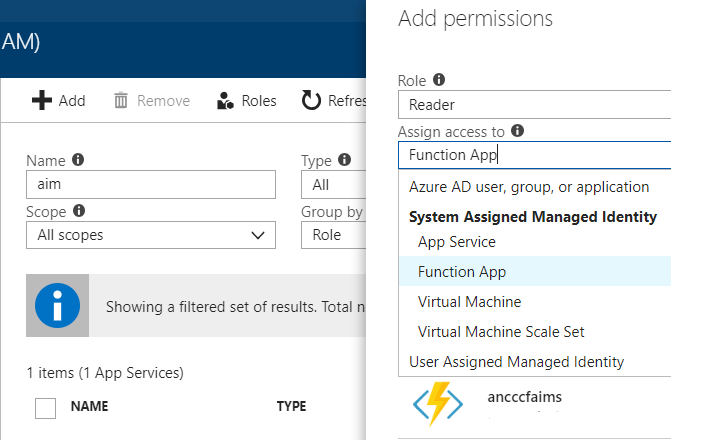 AM)
Add
Remove
Roles
Refres
Name
Type
aim
All
Scope
Group by
All scopes
Role
Showing a filtered set of results. Total n
1 items (1 App Services)
NAME
TYPE
Add permissions
Role
Reader
Assign access to
Function App
Azure AD user, group, or application
System Assigned Managed Identity
App Service
Function App
Virtual Machine
Virtual Machine Scale Set
User Assigned Managed Identity
ancccfaims